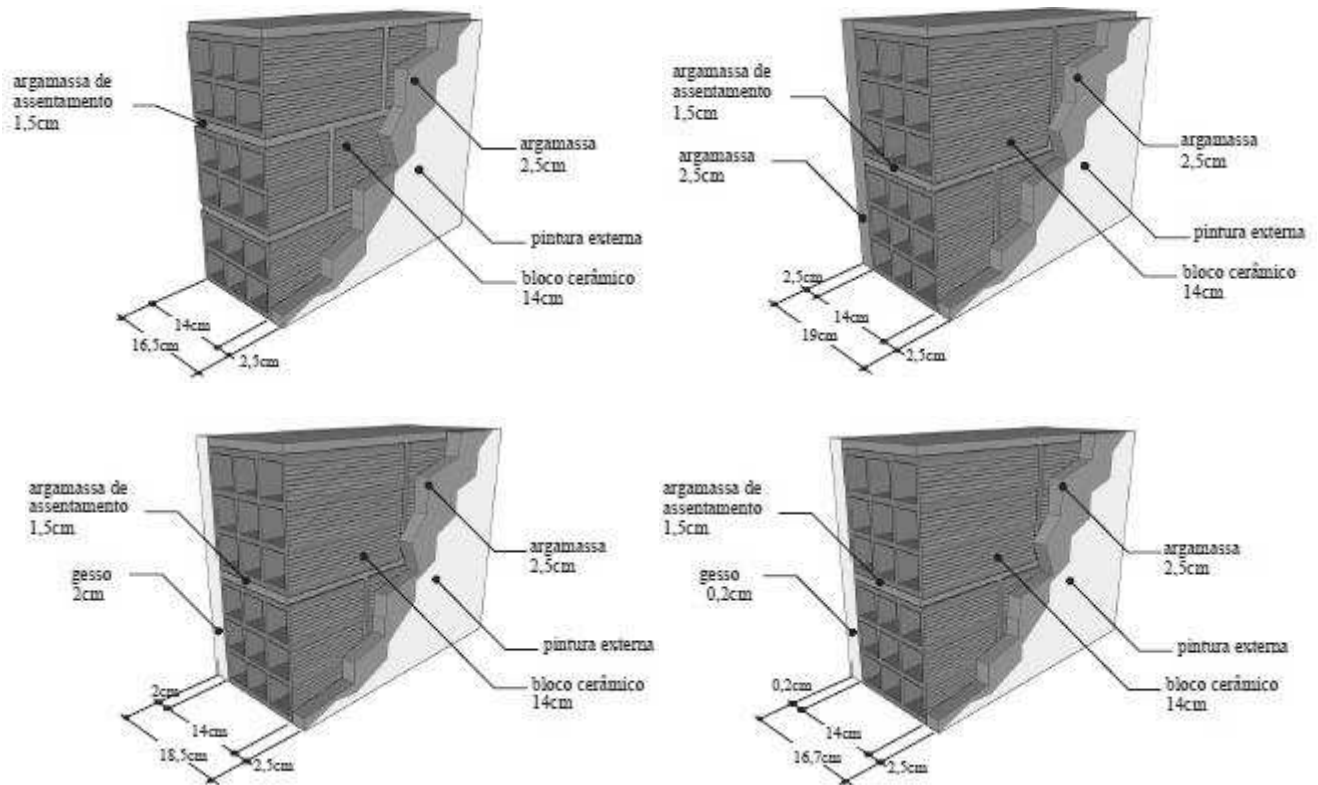 argamassa de
assentamento
1,5cm
argamassa
2,5cm
pintura externa
bloco cerâmico
14cm
14cm
16,5cm
2,5cm
argamassa de
assentamento
1,5cm
argamassa
2,5cm
argamassa
2,5cm
pintura externa
bloco cerâmico
14cm
2,5cm
14cm
19cm
2,5cm
argamassa de
assentamento
1,5cm
gesso
2cm
argamassa
2,5cm
pintura externa
bloco cerâmico
14cm
2cm
14cm
18,5cm
2,5cm
argamassa de
assentamento
1,5cm
gesso
0,2cm
argamassa
2,5cm
pintura externa
bloco cerâmico
14cm
0,2cm
14cm
16,7cm
2,5cm